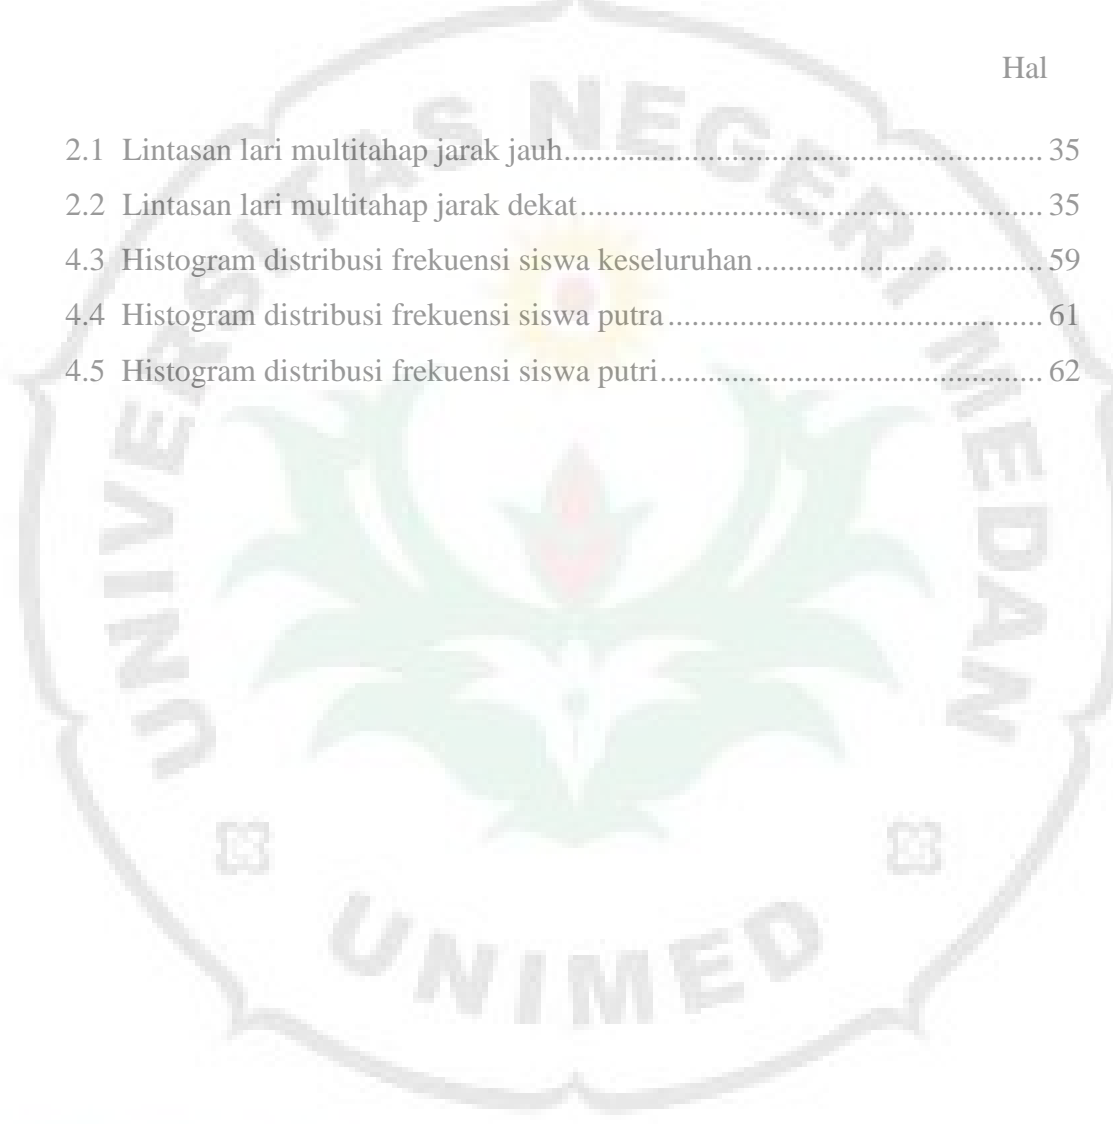 Hal
2.1 Lintasan lari multitahap jarak jauh............................................................ 35
2.2 Lintasan lari multitahap jarak dekat.......................................................... 35
4.3 Histogram distribusi frekuensi siswa keseluruhan.................................... 59
4.4 Histogram distribusi frekuensi siswa putra............................................... 61
4.5 Histogram distribusi frekuensi siswa putri................................................ 62
UNIVERSITAS NEGERI MEDAN
UNIMED